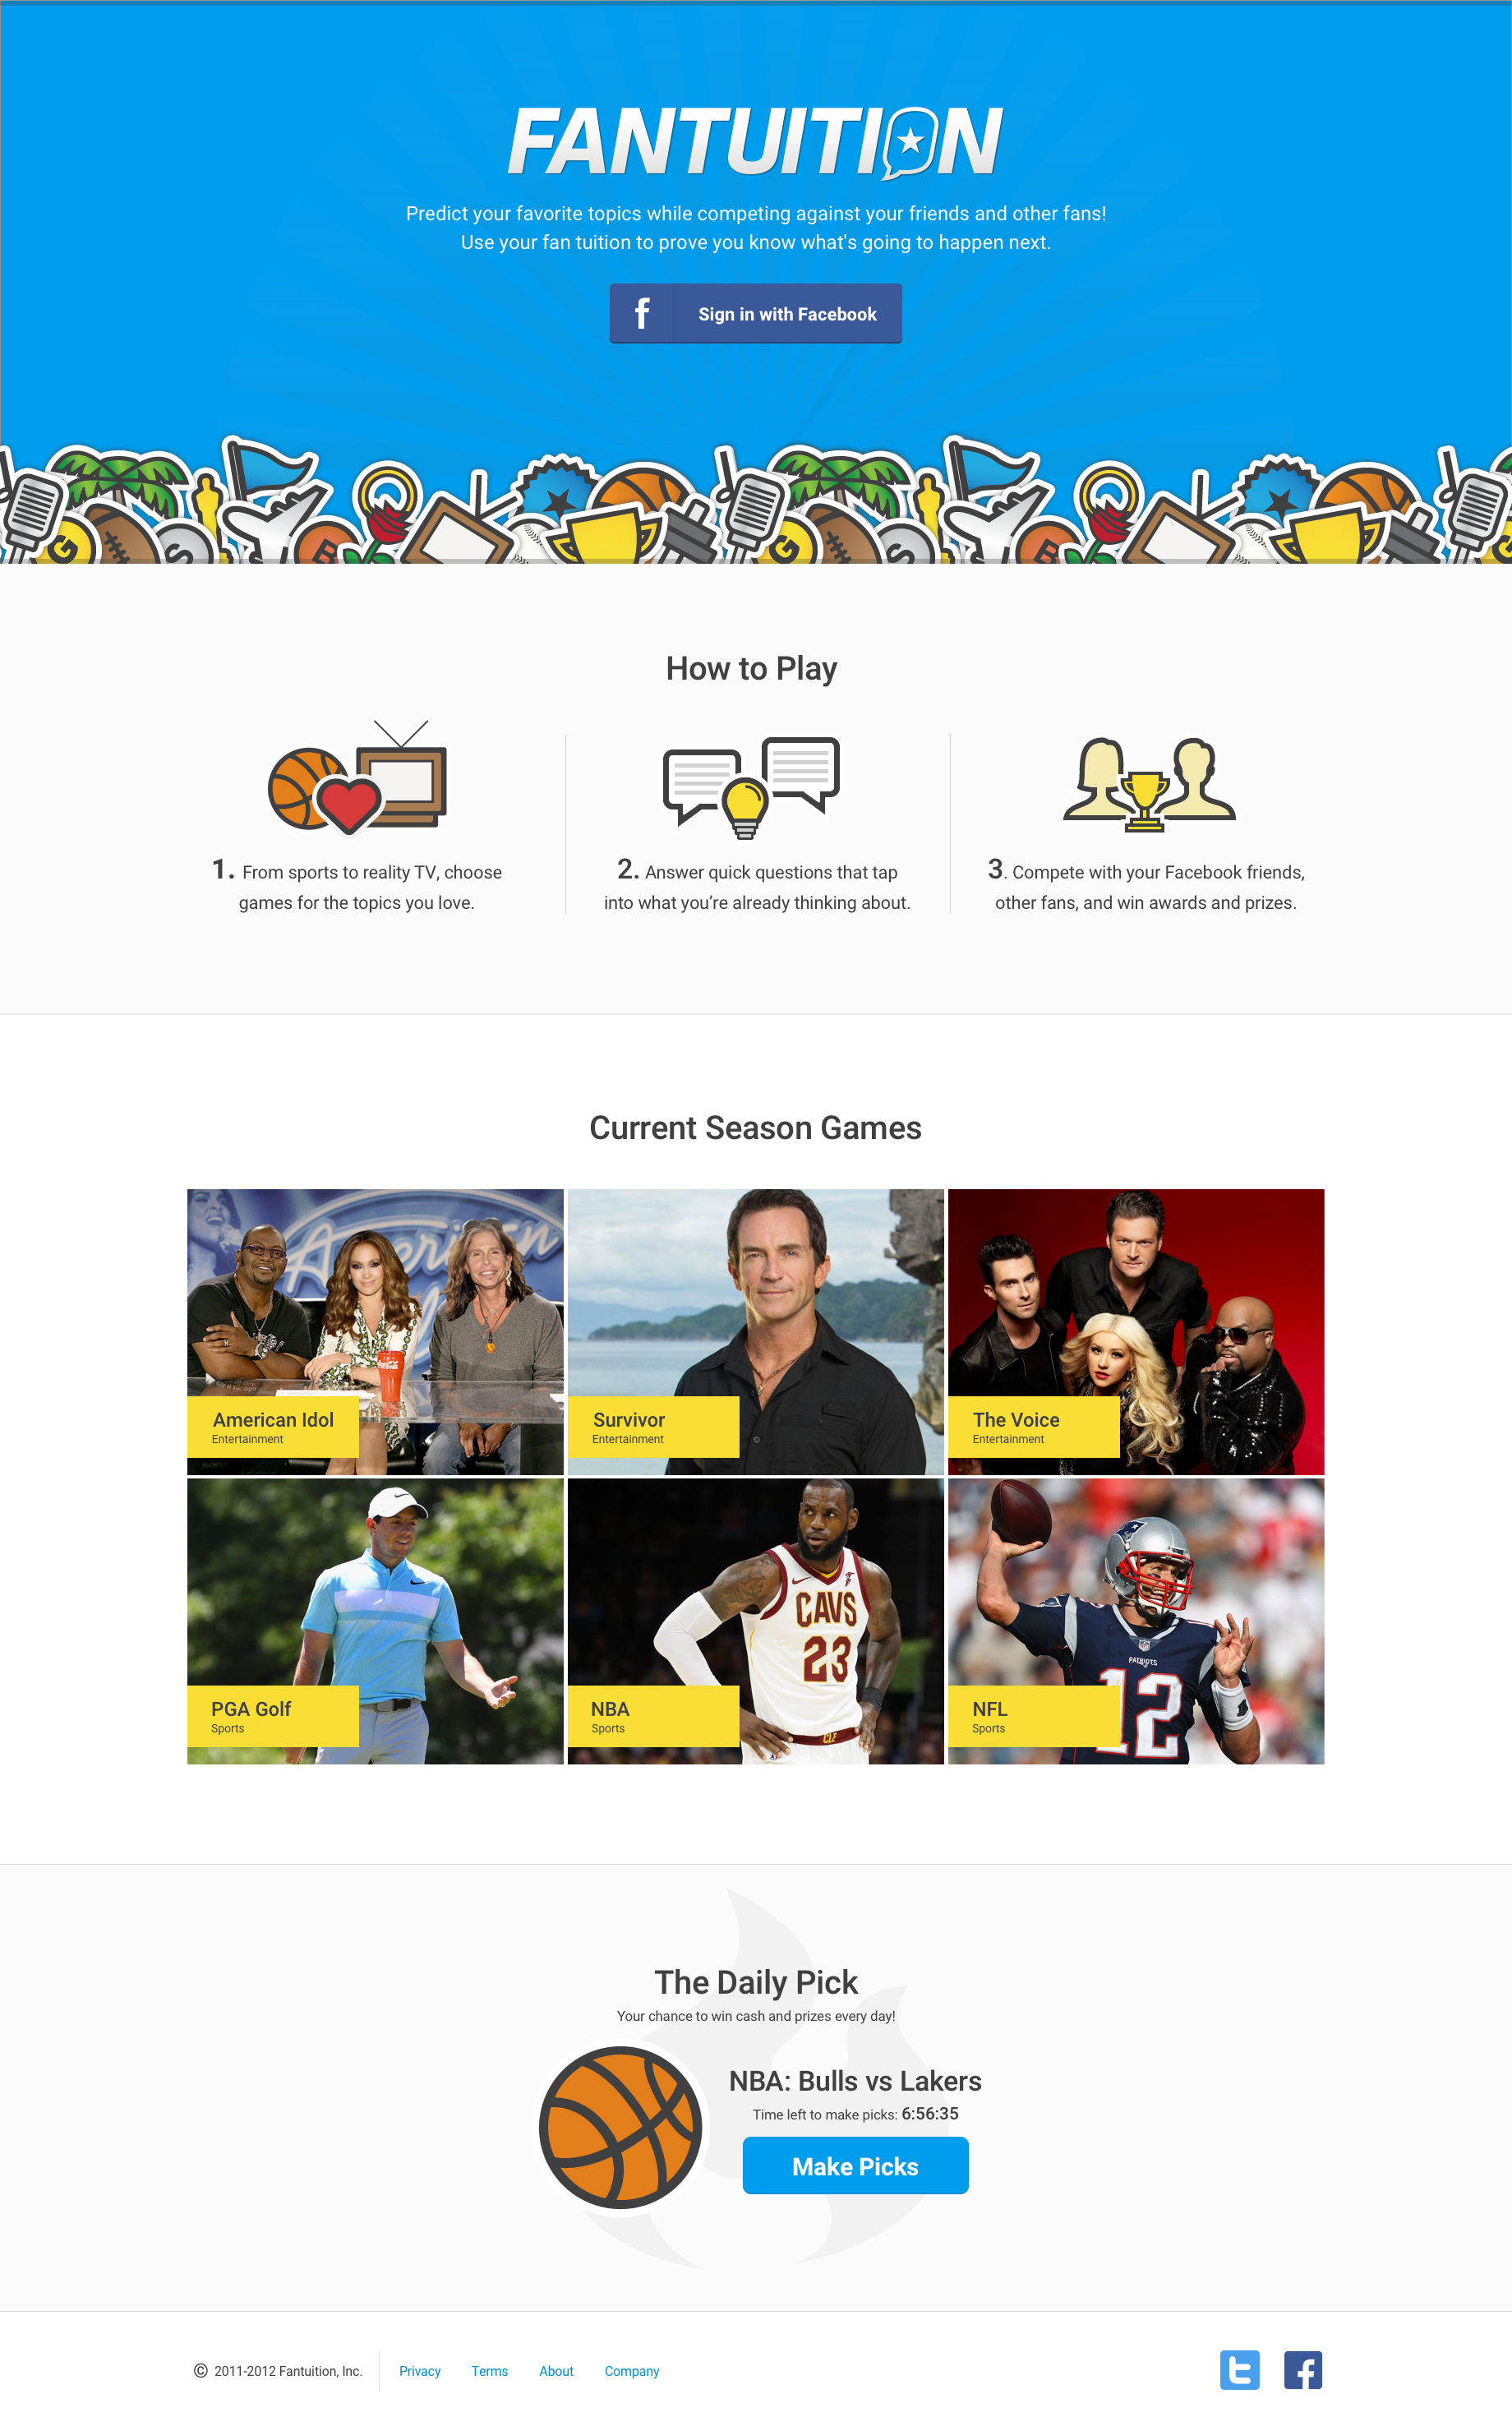 FANTUITION
Predict your favorite topics while competing against your friends and other fans!
Use your fan tuition to prove you know what's going to happen next.
f
Sign in with Facebook
G
S
E
G
S
E
How to Play
1. From sports to reality TV, choose
games for the topics you love.
2. Answer quick questions that tap
into what you’re already thinking about.
3. Compete with your Facebook friends,
other fans, and win awards and prizes.
Current Season Games
American
Coca-Cola
American Idol
Entertainment
Survivor
Entertainment
The Voice
Entertainment
PGA Golf
Sports
CAVS
23
CLE
NBA
Sports
NFL
PATRIOTS
12
NFL
Sports
The Daily Pick
Your chance to win cash and prizes every day!
NBA: Bulls vs Lakers
Time left to make picks: 6:56:35
Make Picks
© 2011-2012 Fantuition, Inc.
Privacy
Terms
About
Company
t
f